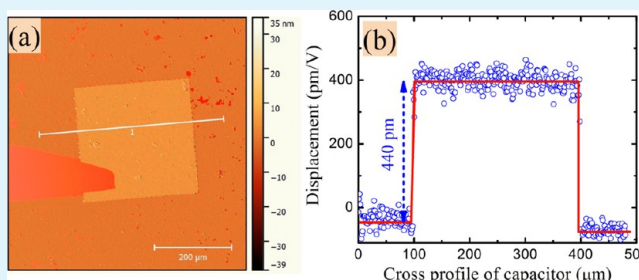 (a)
35 nm
20
10
0
-10
-20
-30
-39
1
200 µm
(b)
Displacement (pm/V)
600
400
200
0
440 pm
0 100 200 300 400 500
Cross profile of capacitor (µm)